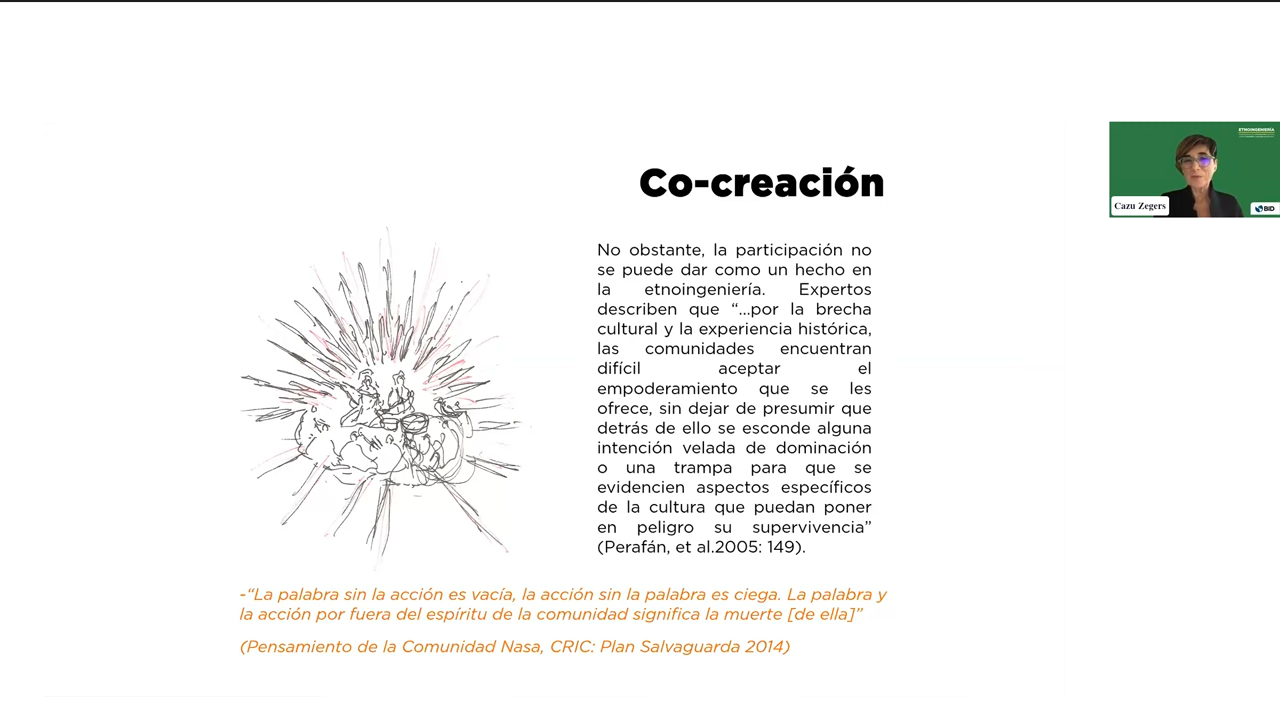 Co-creación
No obstante, la participación no
se puede dar como un hecho en
la etnoingeniería. Expertos
describen que “...por la brecha
cultural y la experiencia histórica,
las comunidades encuentran
difícil aceptar el
empoderamiento que se les
ofrece, sin dejar de presumir que
detrás de ello se esconde alguna
intención velada de dominación
o una trampa para que se
evidencien aspectos específicos
de la cultura que puedan poner
en peligro su supervivencia”
(Perafán, et al.2005: 149).
-“La palabra sin la acción es vacía, la acción sin la palabra es ciega. La palabra y
la acción por fuera del espíritu de la comunidad significa la muerte [de ella]”
(Pensamiento de la Comunidad Nasa, CRIC: Plan Salvaguarda 2014)
ETNOINGENIERÍA
Cazu Zegers
BID